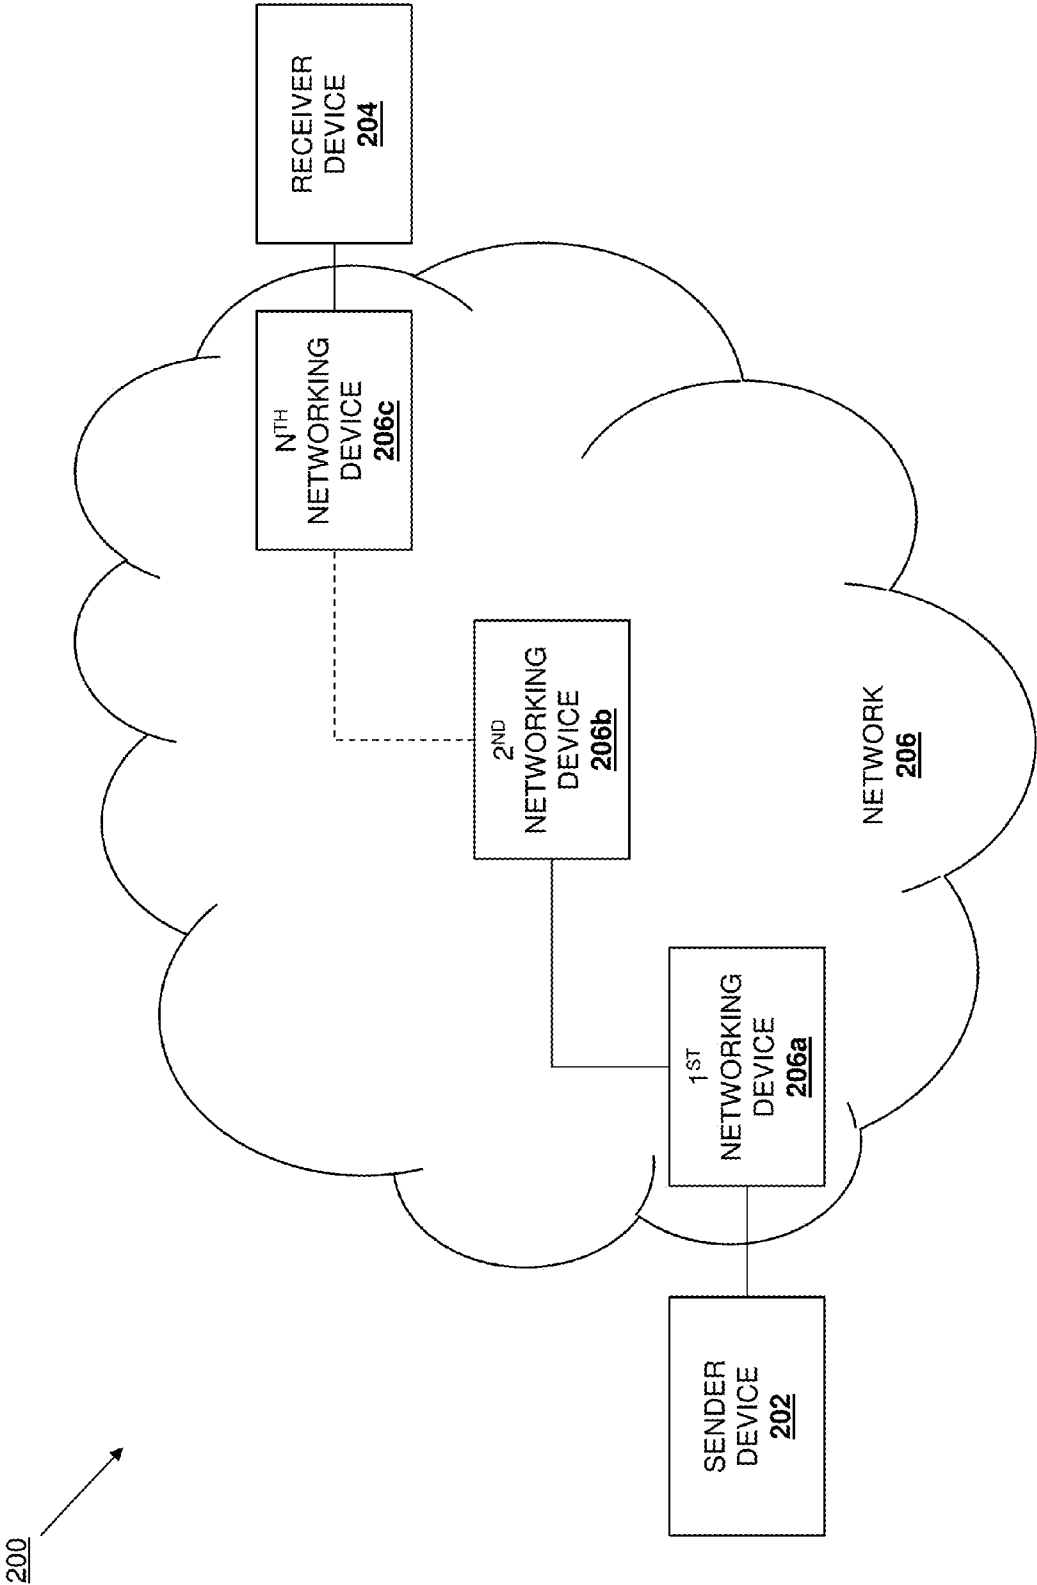 200
SENDER
DEVICE
202
1ST
NETWORKING
DEVICE
206a
2ND
NETWORKING
DEVICE
206b
NTH
NETWORKING
DEVICE
206c
RECEIVER
DEVICE
204
NETWORK
206